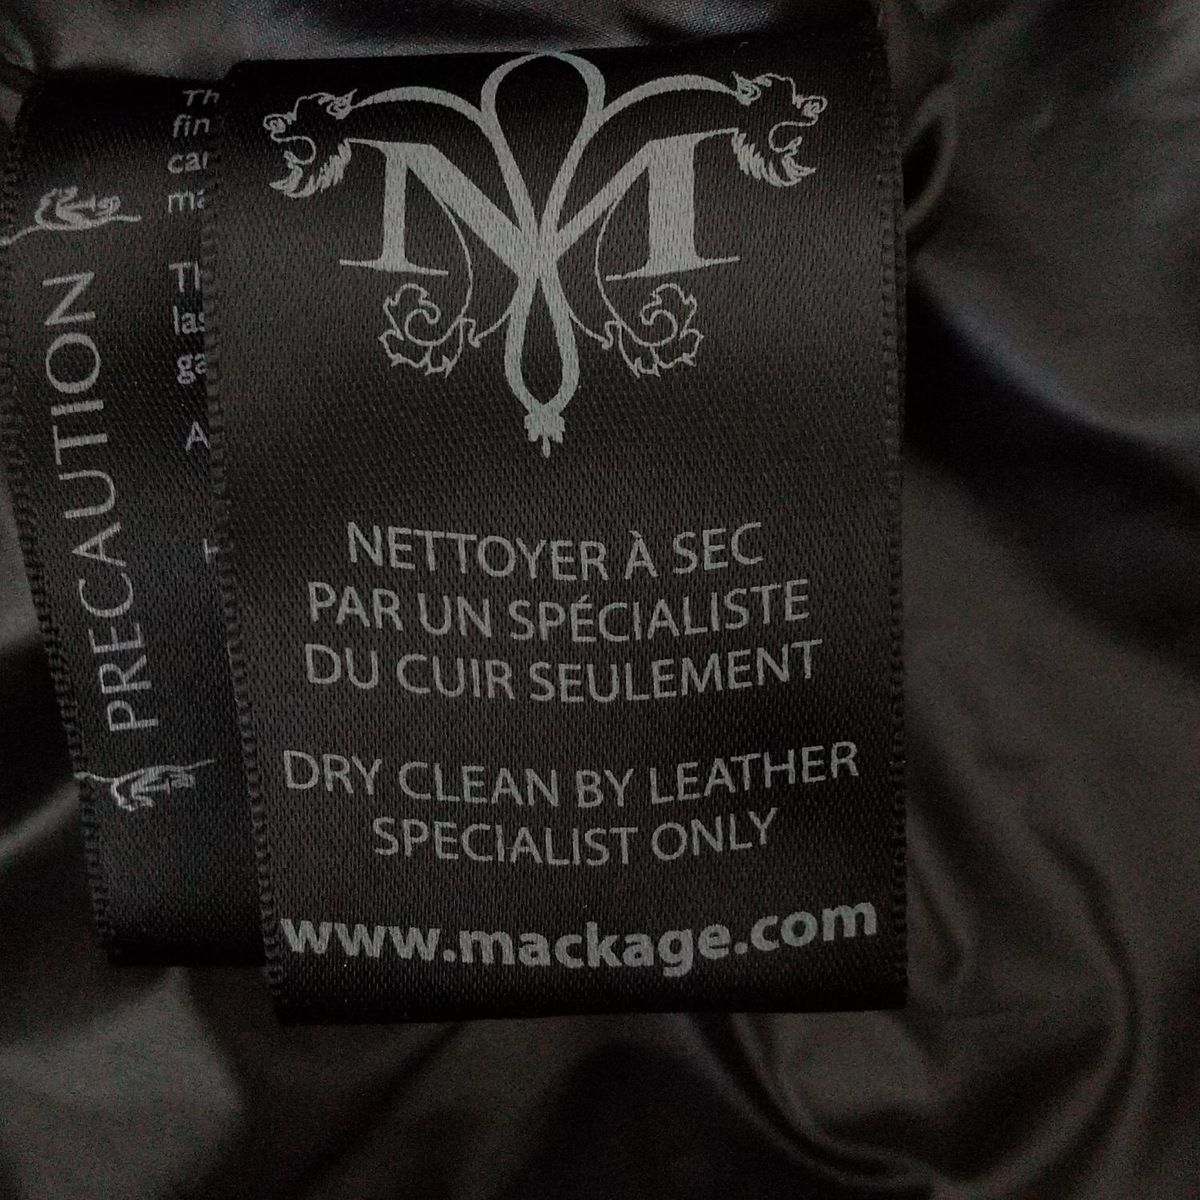 PRECAUTION
M
NETTOYER À SEC
PAR UN SPÉCIALISTE
DU CUIR SEULEMENT
DRY CLEAN BY LEATHER
SPECIALIST ONLY
www.mackage.com